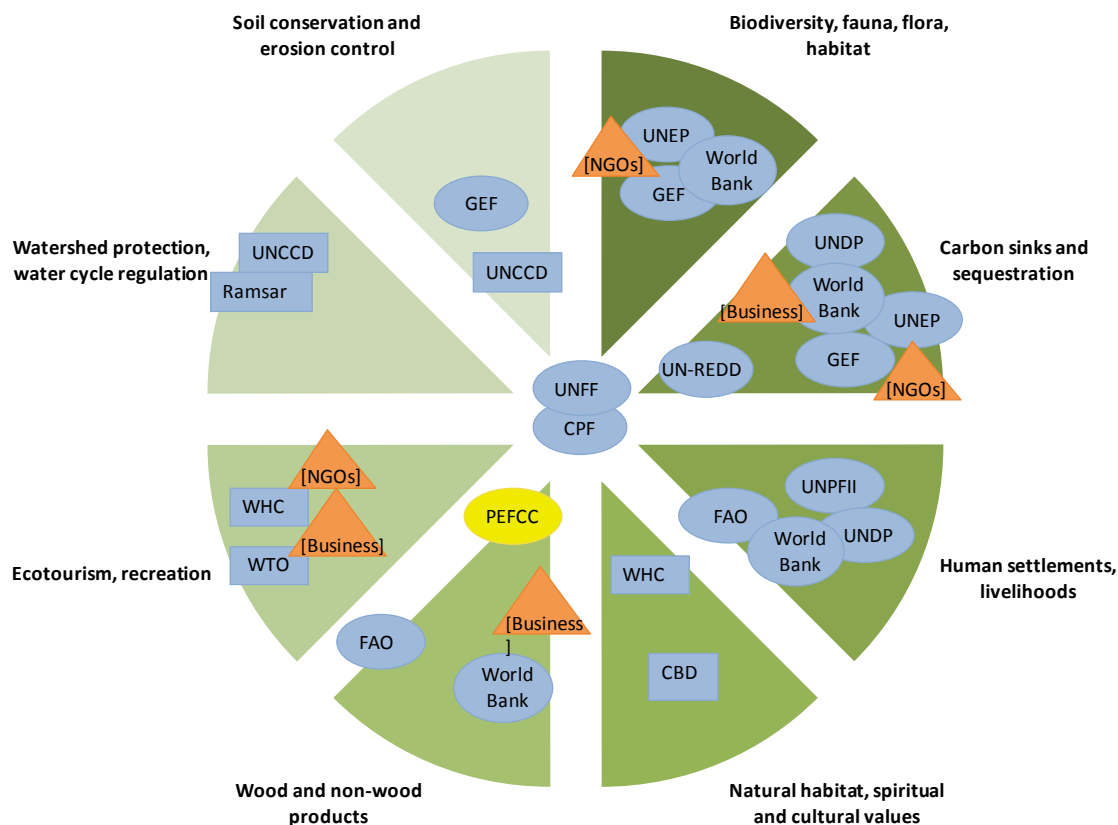 Soil conservation and
erosion control
Biodiversity, fauna, flora,
habitat
UNEP
[NGOs]
World
Bank
GEF
GEF
UNCCD
Watershed protection,
water cycle regulation
UNCCD
Ramsar
UNDP
Carbon sinks and
sequestration
World
Bank
[Business]
UNEP
GEF
UN-REDD
[NGOs]
UNFF
CPF
[NGOs]
WHC
[Business]
WTO
Ecotourism, recreation
PEFCC
[Business
]
FAO
World
Bank
WHC
CBD
UNPFII
FAO
UNDP
World
Bank
Human settlements,
livelihoods
Wood and non-wood
products
Natural habitat, spiritual
and cultural values